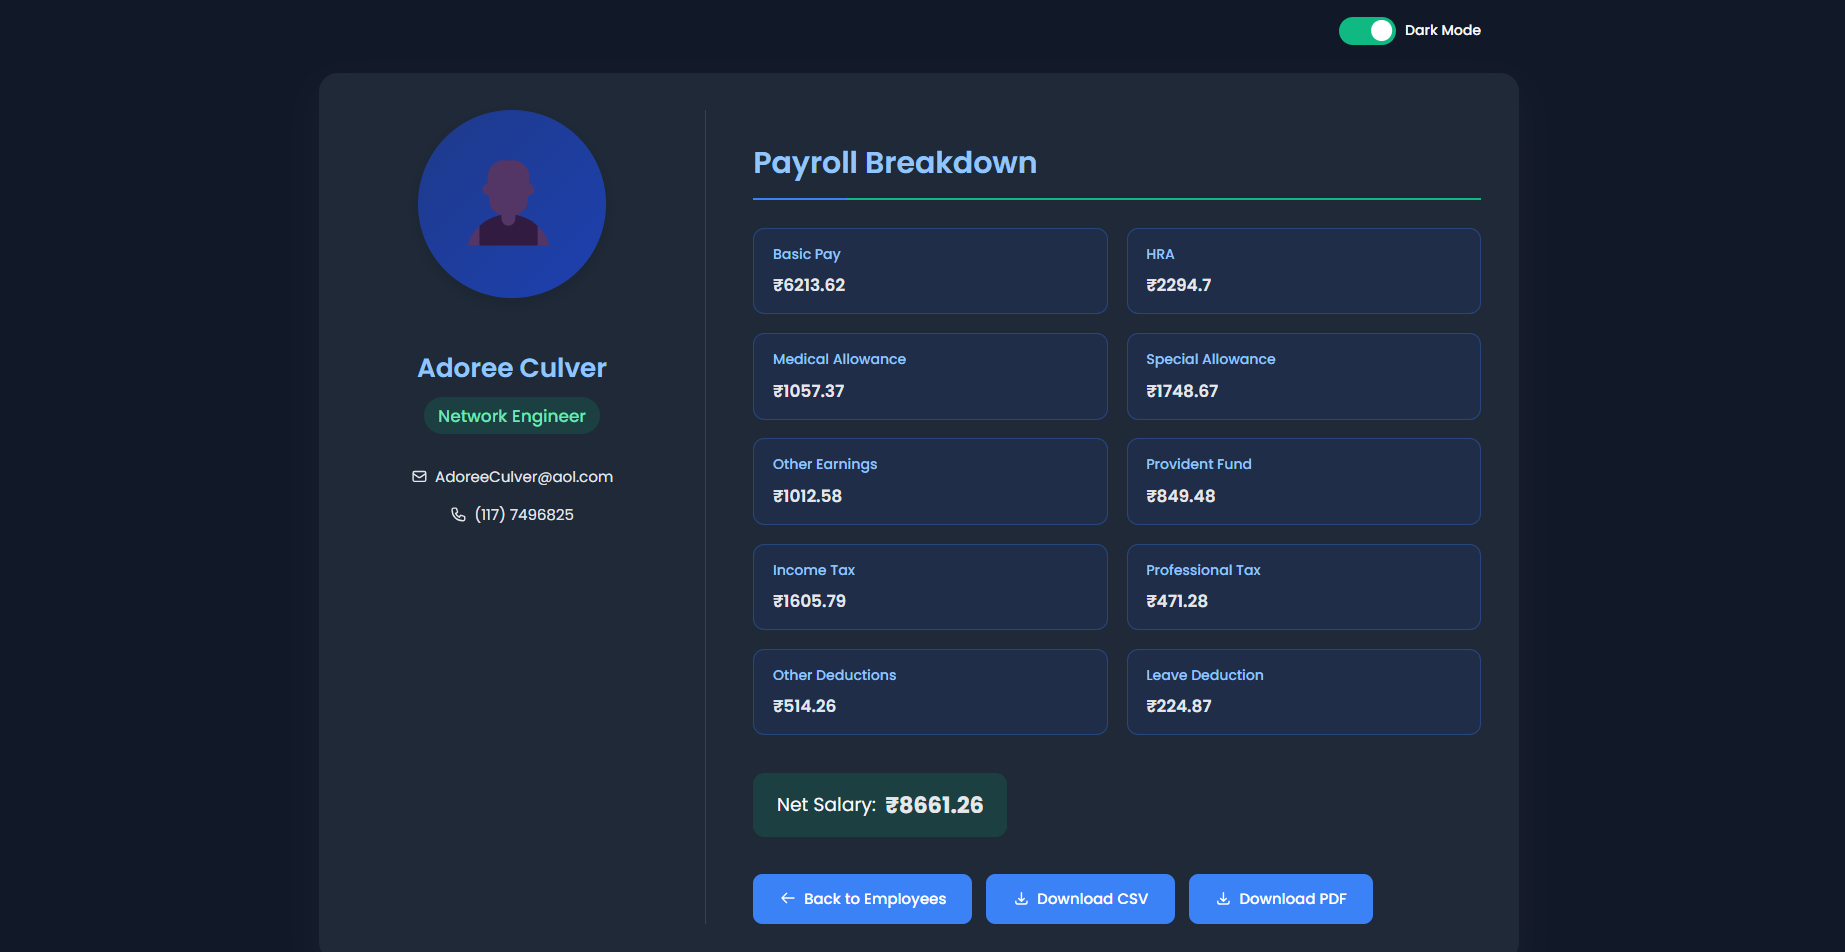 Dark Mode
Adoree Culver
Network Engineer
AdoreeCulver@aol.com
(117) 7496825
Payroll Breakdown
Basic Pay
₹6213.62
HRA
₹2294.7
Medical Allowance
₹1057.37
Special Allowance
₹1748.67
Other Earnings
₹1012.58
Provident Fund
₹849.48
Income Tax
₹1605.79
Professional Tax
₹471.28
Other Deductions
₹514.26
Leave Deduction
₹224.87
Net Salary: ₹8661.26
Back to Employees
Download CSV
Download PDF